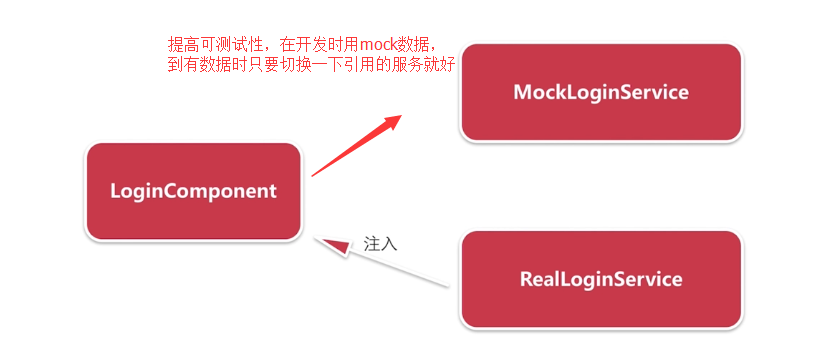 提高可测试性，在开发时用mock数据，
到有数据时只要切换一下引用的服务就好
MockLoginService
LoginComponent
注入
RealLoginService